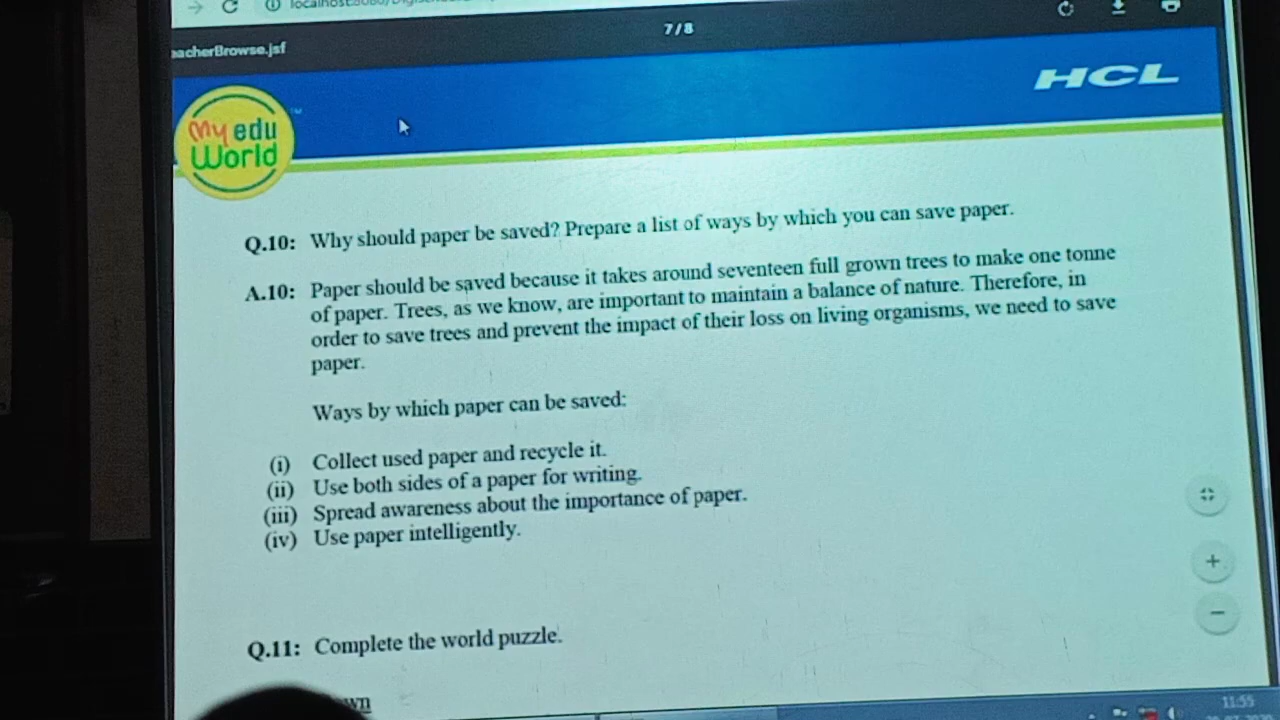 7/8
acherBrowse.jsf
HCL
My edu
World
Q.10: Why should paper be saved? Prepare a list of ways by which you can save paper.
A.10: Paper should be saved because it takes around seventeen full grown trees to make one tonne
of paper. Trees, as we know, are important to maintain a balance of nature. Therefore, in
order to save trees and prevent the impact of their loss on living organisms, we need to save
paper.
Ways by which paper can be saved:
(i) Collect used paper and recycle it.
(ii) Use both sides of a paper for writing.
(iii) Spread awareness about the importance of paper.
(iv) Use paper intelligently.
Q.11: Complete the world puzzle.
11:55